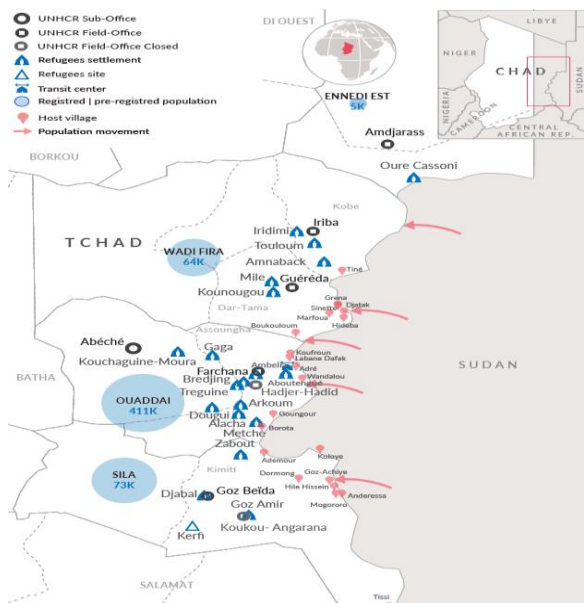 UNHCR Sub-Office
UNHCR Field-Office
UNHCR Field-Office Closed
Refugees settlement
Refugees site
Transit center
Registered | pre-registred population
Host village
Population movement
DI OUEST
LIBYE
NIGER
CHAD
SUDAN
NIGERIA
CAMEROON
CENTRAL
AFRICAN REP.
ENNEDI EST
5K
Amdjarass
BORKOU
Oure Cassoni
Kobe
TCHAD
Iriba
Iridimi
Touloum
WADI FIRA
64K
Amnaback
Tiné
Mile
Guéréda
Kounougou
Dar-Tama
Grena
Sinette
Djatak
Marfoua
Hideba
Boukouloum
Assoungha
Abéché
Gaga
Kouchaguine-Moura
Koufroun
Labane Dafak
Ambelia
Adré
BATHA
Farchana
Wandalou
Bredjing
Aboutengue
Treguine
Hadjer-Hadid
SUDAN
OUADDAI
411K
Arkoum
Dougui
Goungour
Alacha
Borota
Metche
Zabout
Ademour
Koloye
SILA
73K
Kimiti
Dormong
Goz-Achiye
Hile Hissein
Djabal
Goz Beïda
Anderessa
Mogororo
Goz Amir
Koukou- Angarana
Kerfi
SALAMAT
Tissi